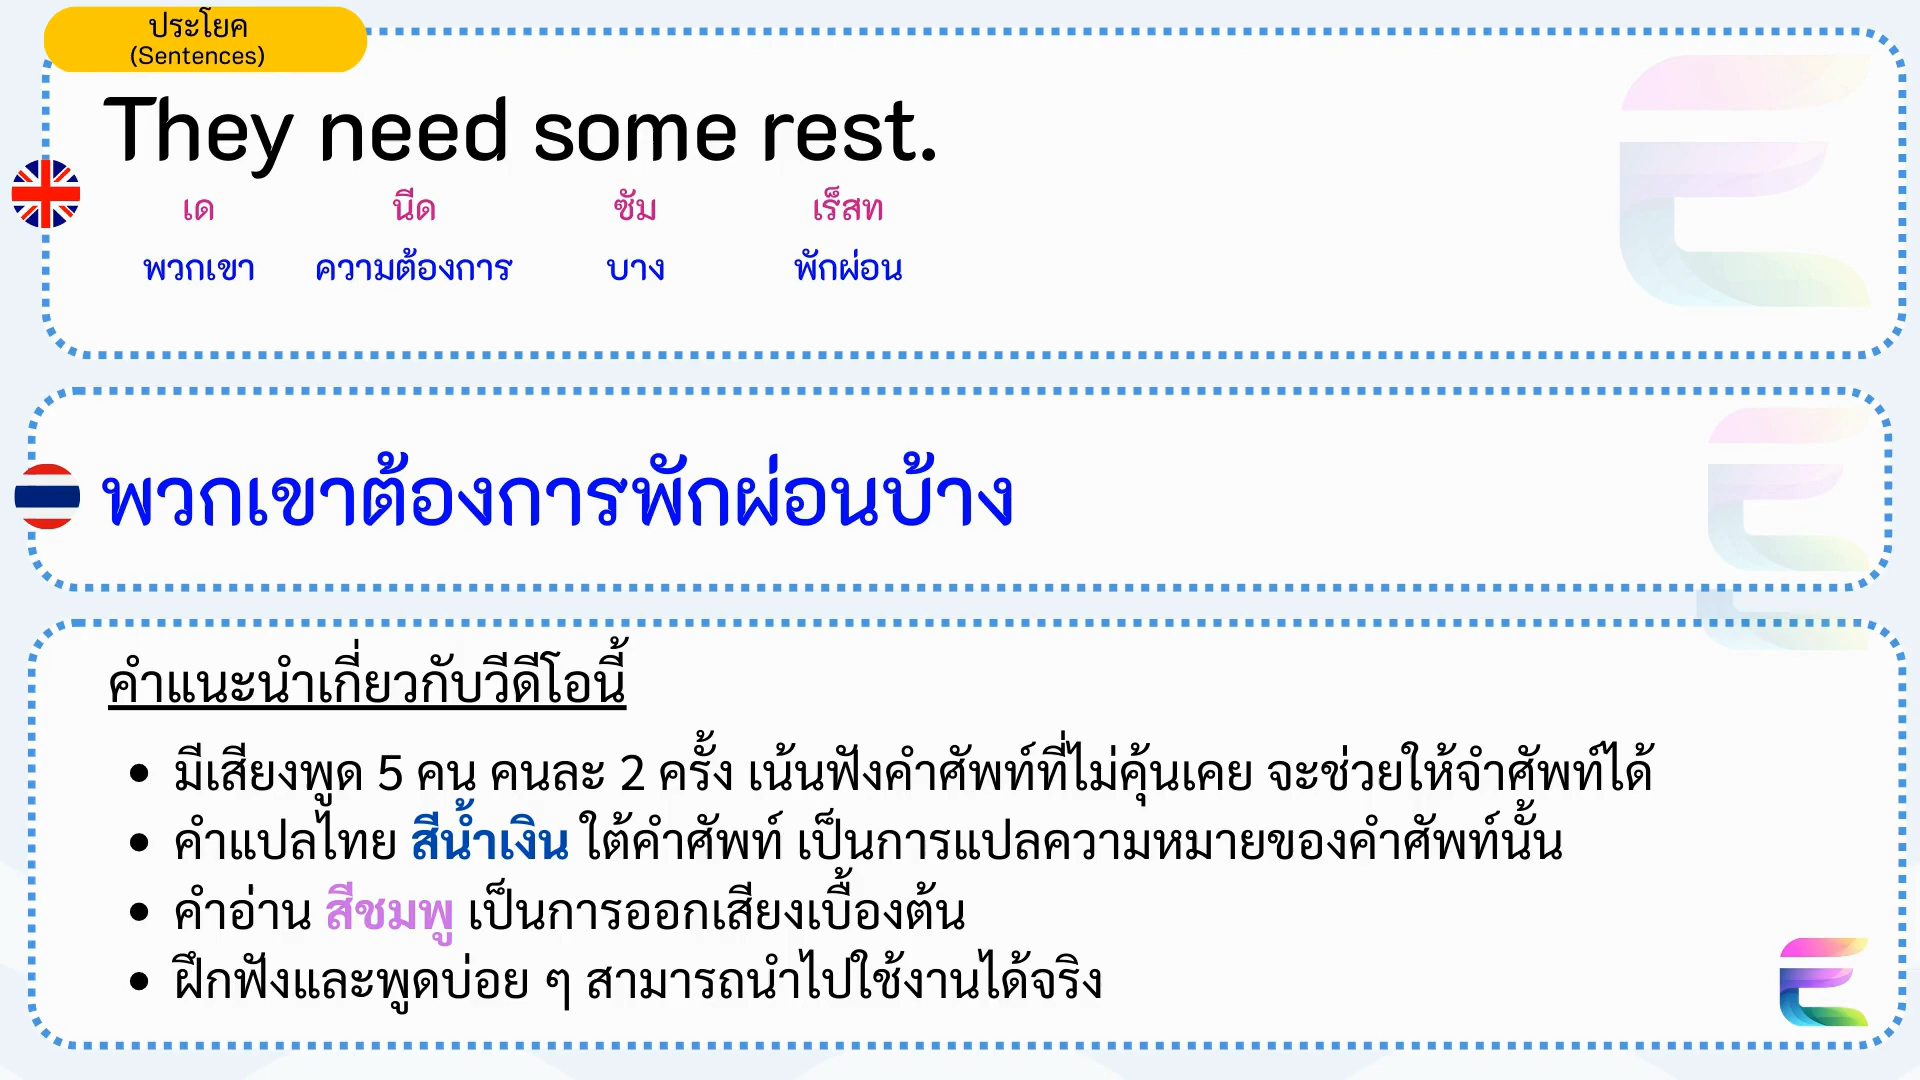 ประโยค
(Sentences)
They need some rest.
เด นีด ซัม เร็สท
พวกเขา ความต้องการ บาง พักผ่อน
พวกเขาต้องการพักผ่อนบ้าง
คำแนะนำเกี่ยวกับวีดีโอนี้
• มีเสียงพูด 5 คน คนละ 2 ครั้ง เน้นฟังคำศัพท์ที่ไม่คุ้นเคย จะช่วยให้จำศัพท์ได้
• คำแปลไทย สีน้ำเงิน ใต้คำศัพท์ เป็นการแปลความหมายของคำศัพท์นั้น
• คำอ่าน สีชมพู เป็นการออกเสียงเบื้องต้น
• ฝึกฟังและพูดบ่อย ๆ สามารถนำไปใช้งานได้จริง